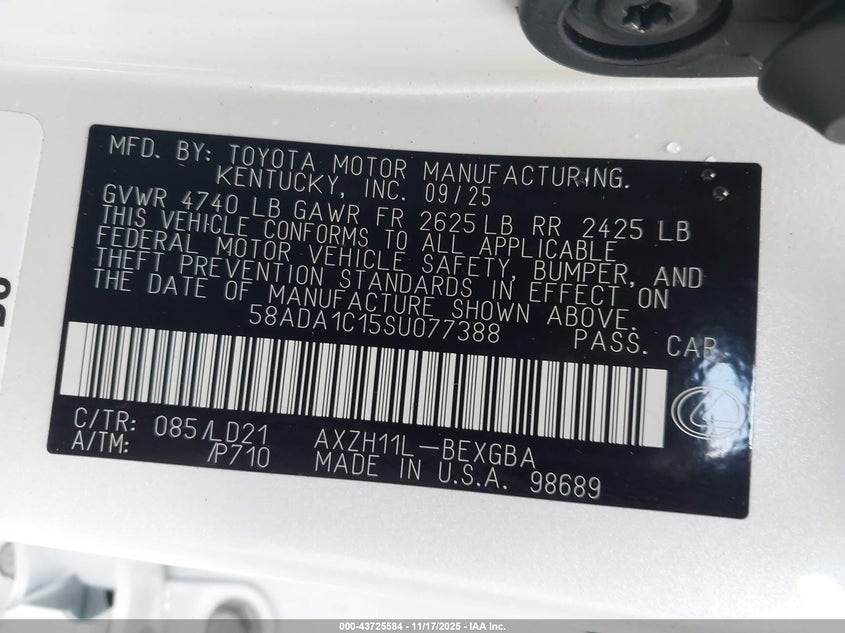 MFD. BY: TOYOTA MOTOR MANUFACTURING.
KENTUCKY, INC. 09/25
GVWR 4740 LB GAWR FR 2625 LB RR 2425 LB
THIS VEHICLE CONFORMS TO ALL APPLICABLE
FEDERAL MOTOR VEHICLE SAFETY, BUMPER, AND
THEFT PREVENTION STANDARDS IN EFFECT ON
THE DATE OF MANUFACTURE SHOWN ABOVE.
58ADA1C15SU077388 PASS. CAR
C/TR: 085/LD21 AXZH11L-BEXGBA
A/TM: /P710 MADE IN U.S.A. 98689
000-43725584 - 11/17/2025 - IAA Inc.